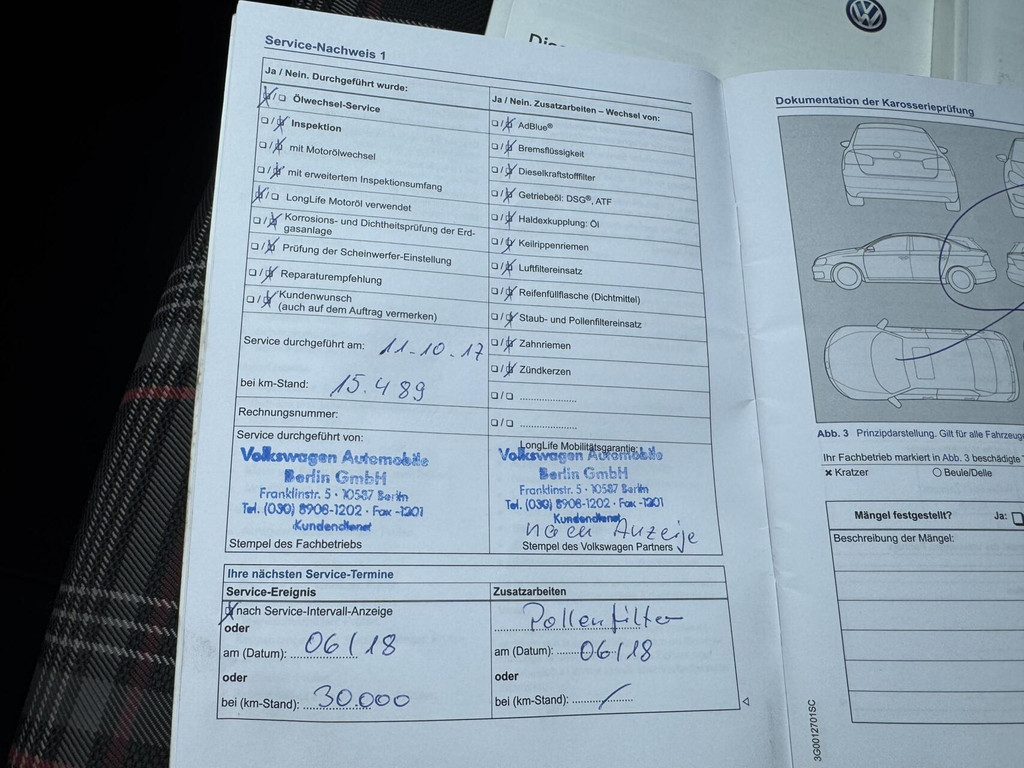 Service-Nachweis 1
Ja / Nein. Durchgeführt wurde:
Ölwechsel-Service
Inspektion
mit Motorölwechsel
mit erweitertem Inspektionsumfang
LongLife Motoröl verwendet
Korrosions- und Dichtheitsprüfung der Erd-
gasanlage
Prüfung der Scheinwerfer-Einstellung
Reparaturempfehlung
Kundenwunsch
(auch auf dem Auftrag vermerken)
Service durchgeführt am: 11-10-17
bei km-Stand: 15.489
Rechnungsnummer:
Service durchgeführt von:
Volkswagen Automobile
Berlin GmbH
Franklinstr. 5 · 10587 Berlin
Tel. (030) 8908-1202 · Fax -1201
Kundendienst
Stempel des Fachbetriebs
Ja / Nein. Zusatzarbeiten – Wechsel von:
AdBlue®
Bremsflüssigkeit
Dieselkraftstofffilter
Getriebeöl: DSG®, ATF
Haldexkupplung: Öl
Keilrippenriemen
Luftfiltereinsatz
Reifenfüllflasche (Dichtmittel)
Staub- und Pollenfiltereinsatz
Zahnriemen
Zündkerzen
LongLife Mobilitätsgarantie:
Volkswagen Automobile
Berlin GmbH
Franklinstr. 5 · 10587 Berlin
Tel. (030) 8908-1202 · Fax -1201
Kundendienst
nach Anzeige
Stempel des Volkswagen Partners
Ihre nächsten Service-Termine
Service-Ereignis
nach Service-Intervall-Anzeige
oder
am (Datum): 06/18
oder
bei (km-Stand): 30.000
Zusatzarbeiten
Pollenfilter
am (Datum): 06/18
oder
bei (km-Stand): /
Dokumentation der Karosserieprüfung
Abb. 3 Prinzipdarstellung. Gilt für alle Fahrzeuge
Ihr Fachbetrieb markiert in Abb. 3 beschädigte
Kratzer
Beule/Delle
Mängel festgestellt? Ja:
Beschreibung der Mängel:
3G0012701SC